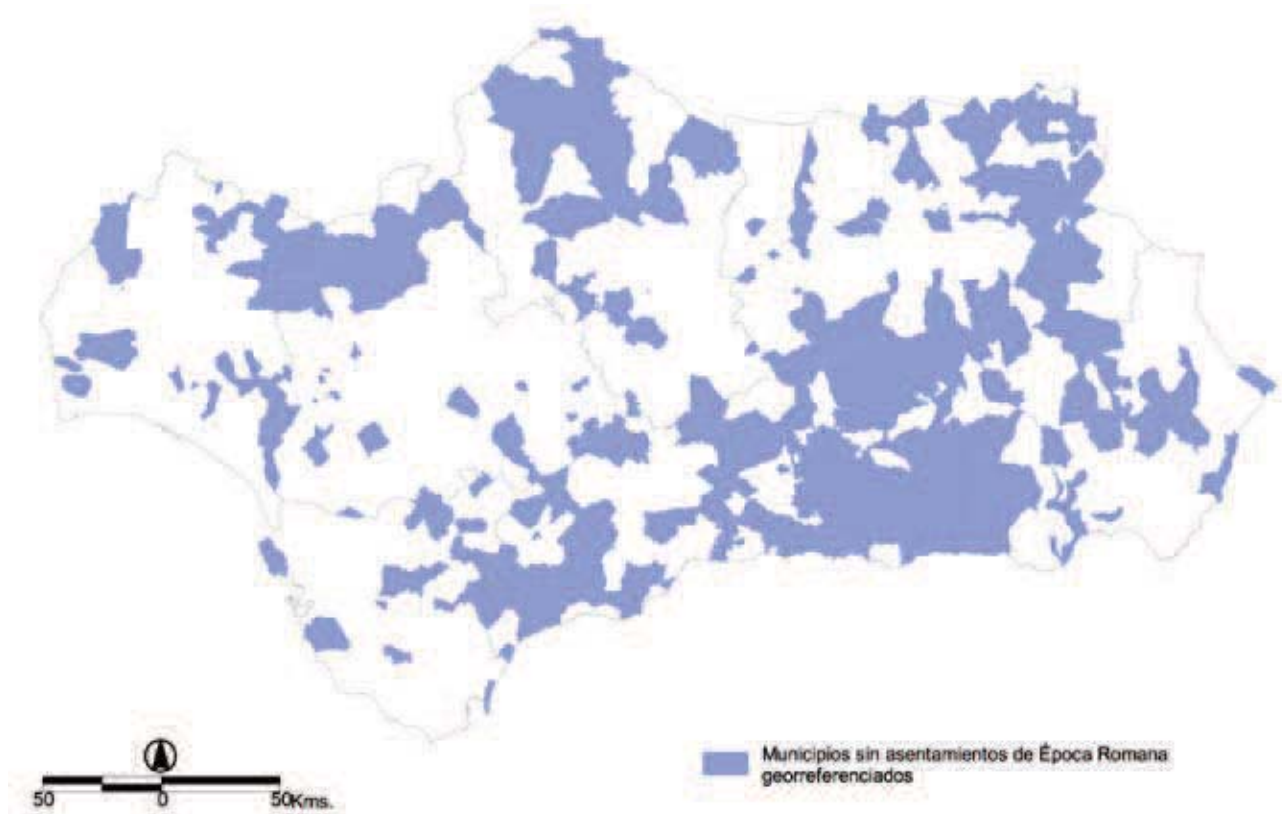 Municipios sin asentamientos de Época Romana
georreferenciados
50 0 50Kms.